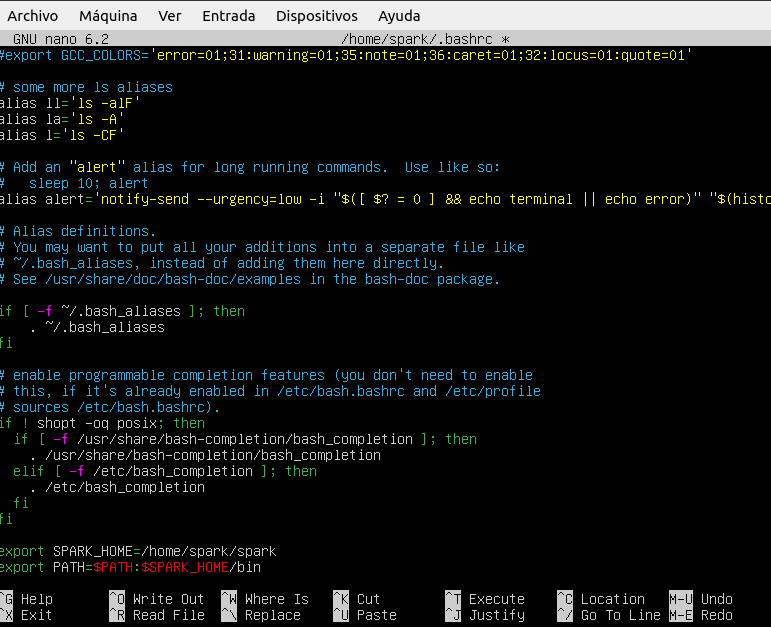 Archivo Máquina Ver Entrada Dispositivos Ayuda
GNU nano 6.2 /home/spark/.bashrc *
#export GCC_COLORS='error=01;31:warning=01;35:note=01;36:caret=01;32:locus=01:quote=01'
# some more ls aliases
alias ll='ls -alF'
alias la='ls -A'
alias l='ls -CF'
# Add an "alert" alias for long running commands. Use like so:
# sleep 10; alert
alias alert='notify-send --urgency=low -i "$([ $? = 0 ] && echo terminal || echo error)" "$(histo
# Alias definitions.
# You may want to put all your additions into a separate file like
# ~/.bash_aliases, instead of adding them here directly.
# See /usr/share/doc/bash-doc/examples in the bash-doc package.
if [ -f ~/.bash_aliases ]; then
. ~/.bash_aliases
fi
# enable programmable completion features (you don't need to enable
# this, if it's already enabled in /etc/bash.bashrc and /etc/profile
# sources /etc/bash.bashrc).
if ! shopt -oq posix; then
if [ -f /usr/share/bash-completion/bash_completion ]; then
. /usr/share/bash-completion/bash_completion
elif [ -f /etc/bash_completion ]; then
. /etc/bash_completion
fi
fi
export SPARK_HOME=/home/spark/spark
export PATH=$PATH:$SPARK_HOME/bin
^G Help ^O Write Out ^W Where Is ^K Cut ^T Execute ^C Location M-U Undo
^X Exit ^R Read File ^\ Replace ^U Paste ^J Justify ^/ Go To Line M-E Redo